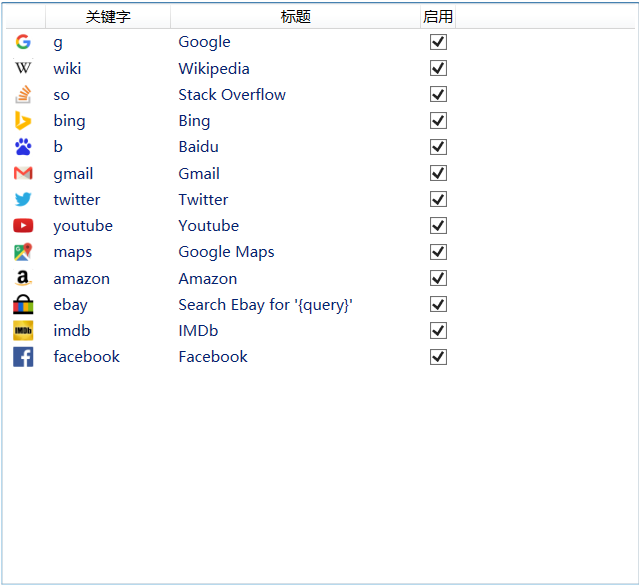 关键字 标题 启用
g Google
W wiki Wikipedia
so Stack Overflow
bing Bing
b Baidu
gmail Gmail
twitter Twitter
youtube Youtube
maps Google Maps
a amazon Amazon
ebay Search Ebay for '{query}'
IMDb imdb IMDb
f facebook Facebook